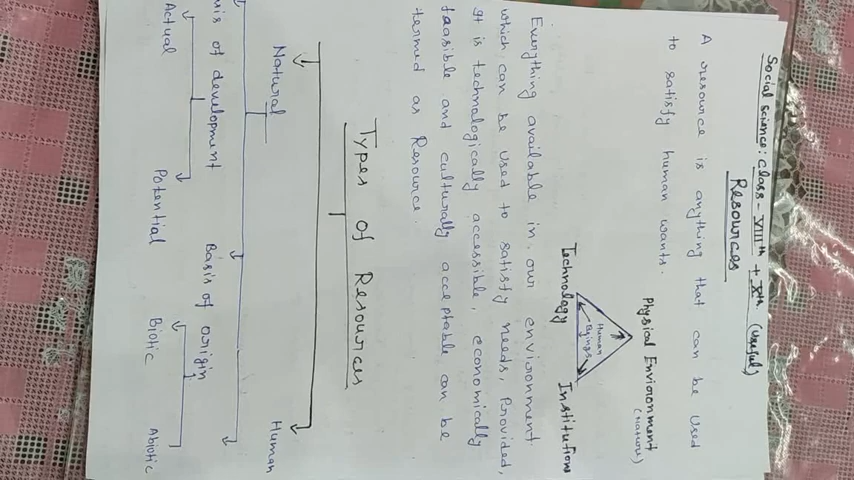 Social science: class - VIIIth + Xth. (Useful)
Resources
A resource is anything that can be used
to satisfy human wants.
Physical Environment
(Nature)
Human
Beings
Technology
Institutions
Everything available in our environment
which can be used to satisfy needs, Provided,
it is technologically accessible, economically
feasible and culturally acceptable can be
termed as Resource.
Types of Resources
Natural
Human
is of development
Basis of origin
Actual
Potential
Biotic
Abiotic